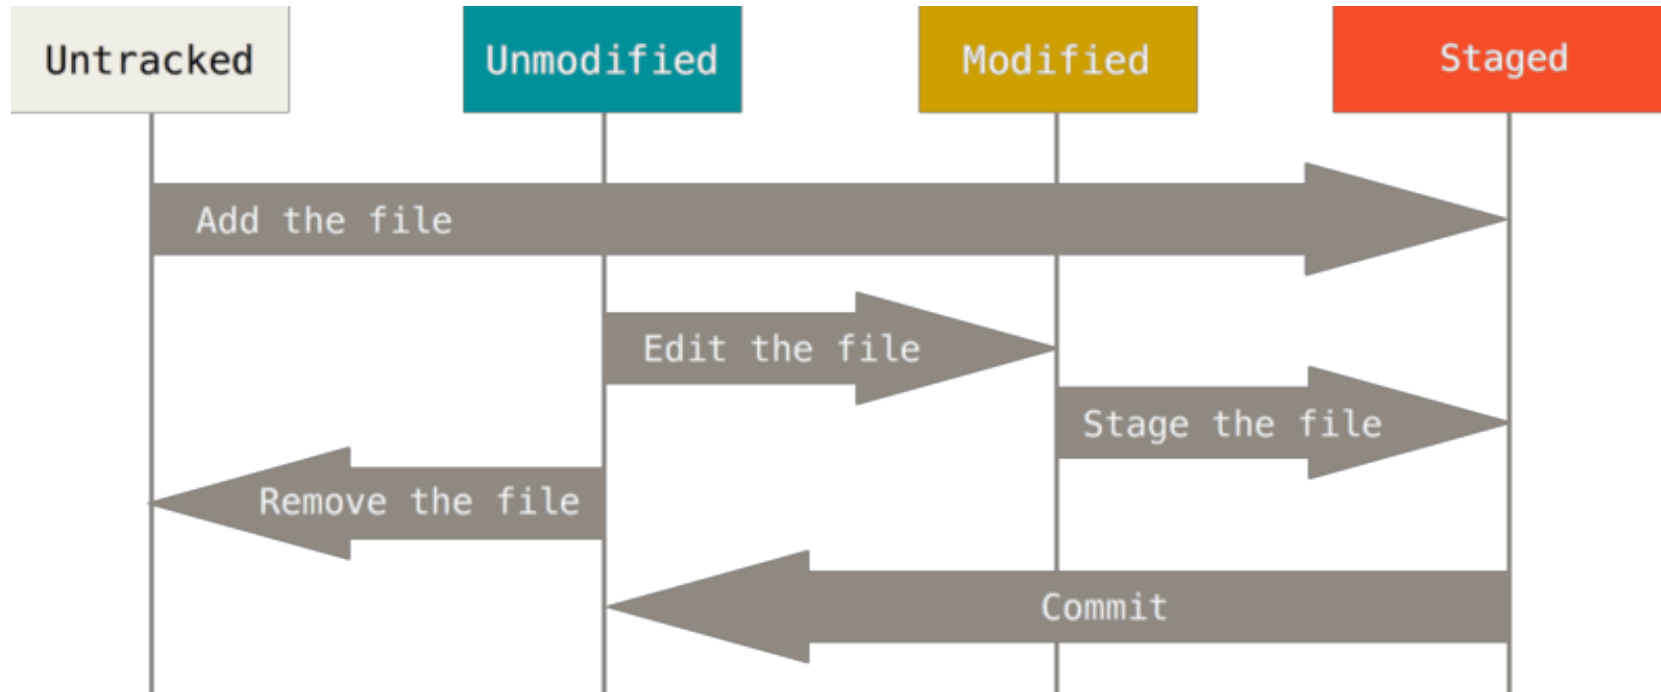 Untracked
Unmodified
Modified
Staged
Add the file
Edit the file
Stage the file
Remove the file
Commit